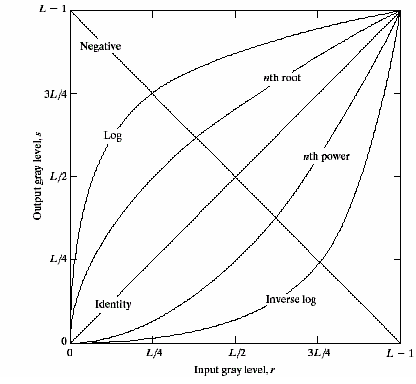 L − 1
Negative
nth root
3L/4
Log
nth power
L/2
Output gray level, s
L/4
Identity
Inverse log
0
0
L/4
L/2
3L/4
L − 1
Input gray level, r